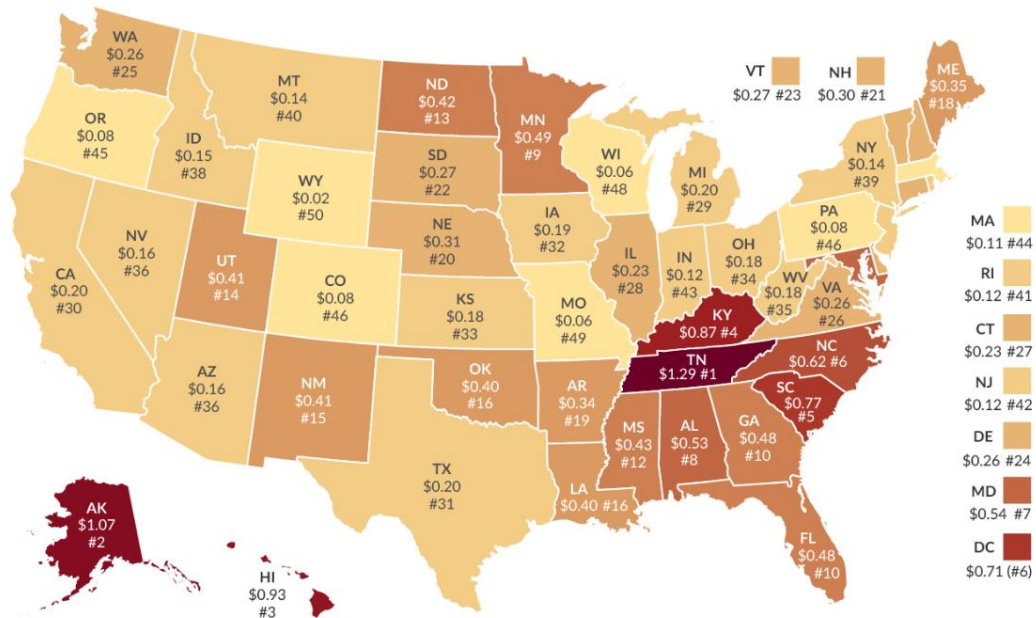 WA
$0.26
#25
MT
$0.14
#40
ND
$0.42
#13
MN
$0.49
#9
VT
$0.27 #23
NH
$0.30 #21
ME
$0.35
#18
OR
$0.08
#45
ID
$0.15
#38
WY
$0.02
#50
SD
$0.27
#22
WI
$0.06
#48
MI
$0.20
#29
NY
$0.14
#39
NV
$0.16
#36
UT
$0.41
#14
CO
$0.08
#46
NE
$0.31
#20
IA
$0.19
#32
IL
$0.23
#28
IN
$0.12
#43
OH
$0.18
#34
PA
$0.08
#46
CA
$0.20
#30
KS
$0.18
#33
MO
$0.06
#49
KY
$0.87 #4
WV
$0.18
#35
VA
$0.26
#26
AZ
$0.16
#36
NM
$0.41
#15
OK
$0.40
#16
AR
$0.34
#19
TN
$1.29 #1
NC
$0.62 #6
SC
$0.77
#5
TX
$0.20
#31
LA
$0.40 #16
MS
$0.43
#12
AL
$0.53
#8
GA
$0.48
#10
FL
$0.48
#10
AK
$1.07
#2
HI
$0.93
#3
MA
$0.11 #44
RI
$0.12 #41
CT
$0.23 #27
NJ
$0.12 #42
DE
$0.26 #24
MD
$0.54 #7
DC
$0.71 (#6)